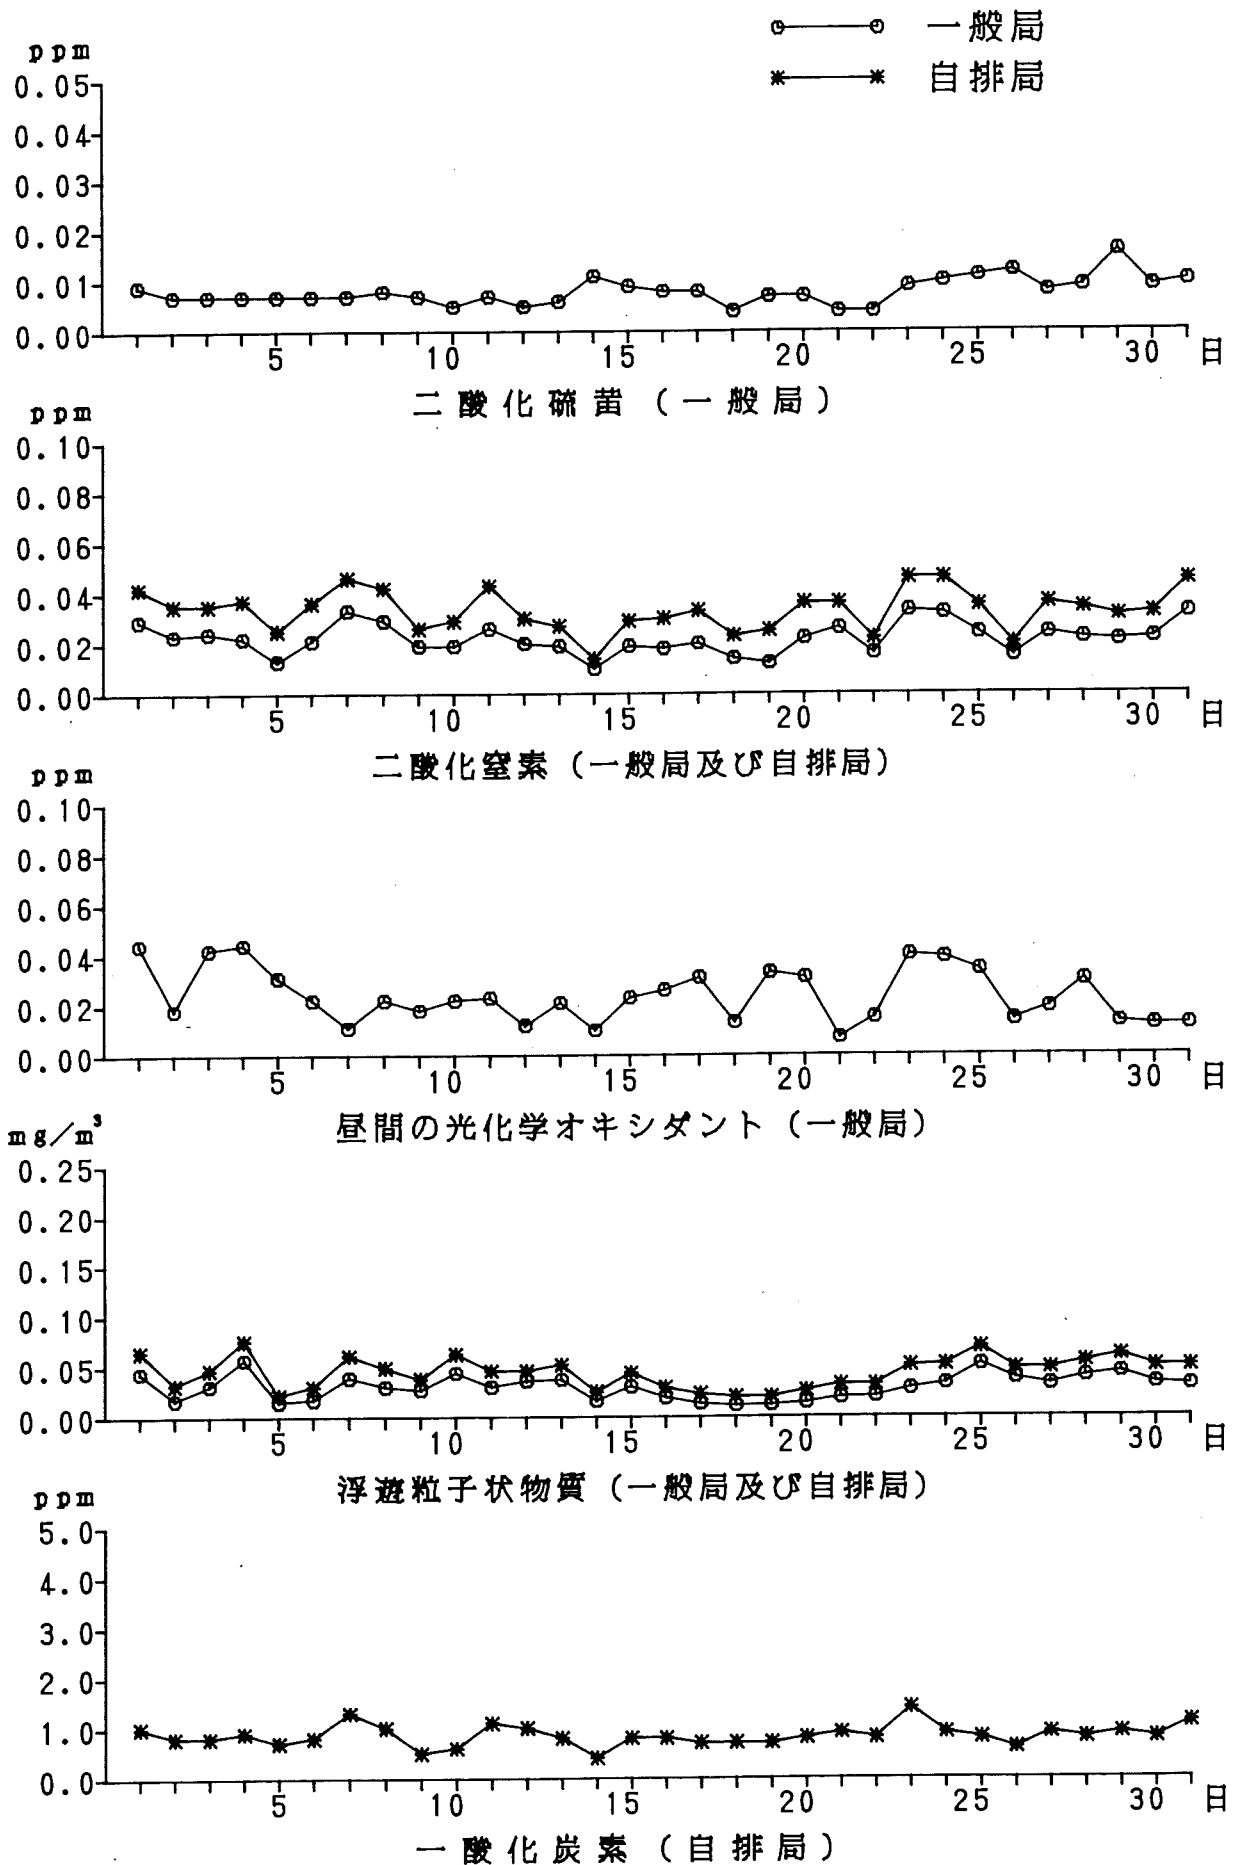 一般局
自排局
ppm
0.05
0.04
0.03
0.02
0.01
0.00
5 10 15 20 25 30 日
二酸化硫黄（一般局）
ppm
0.10
0.08
0.06
0.04
0.02
0.00
5 10 15 20 25 30 日
二酸化窒素（一般局及び自排局）
ppm
0.10
0.08
0.06
0.04
0.02
0.00
5 10 15 20 25 30 日
昼間の光化学オキシダント（一般局）
mg/m³
0.25
0.20
0.15
0.10
0.05
0.00
5 10 15 20 25 30 日
浮遊粒子状物質（一般局及び自排局）
ppm
5.0
4.0
3.0
2.0
1.0
0.0
5 10 15 20 25 30 日
一酸化炭素（自排局）